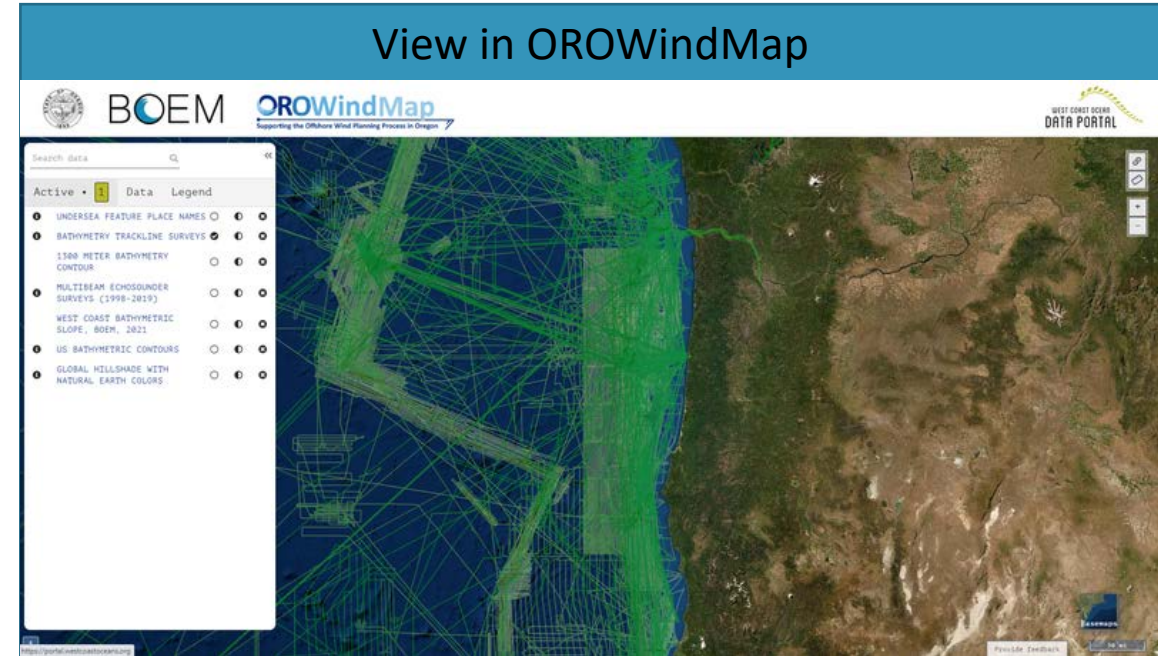 View in OROWindMap
BOEM
OROWindMap
Supporting the Offshore Wind Planning Process in Oregon
WEST COAST OCEAN
DATA PORTAL
Search data
Active • 1 Data Legend
UNDERSEA FEATURE PLACE NAMES
BATHYMETRY TRACKLINE SURVEYS
1300 METER BATHYMETRY
CONTOUR
MULTIBEAM ECHOSOUNDER
SURVEYS (1998-2019)
WEST COAST BATHYMETRIC
SLOPE, BOEM, 2021
US BATHYMETRIC CONTOURS
GLOBAL HILLSHADE WITH
NATURAL EARTH COLORS
Basemaps
https://portal.westcoastoceans.org
Provide feedback